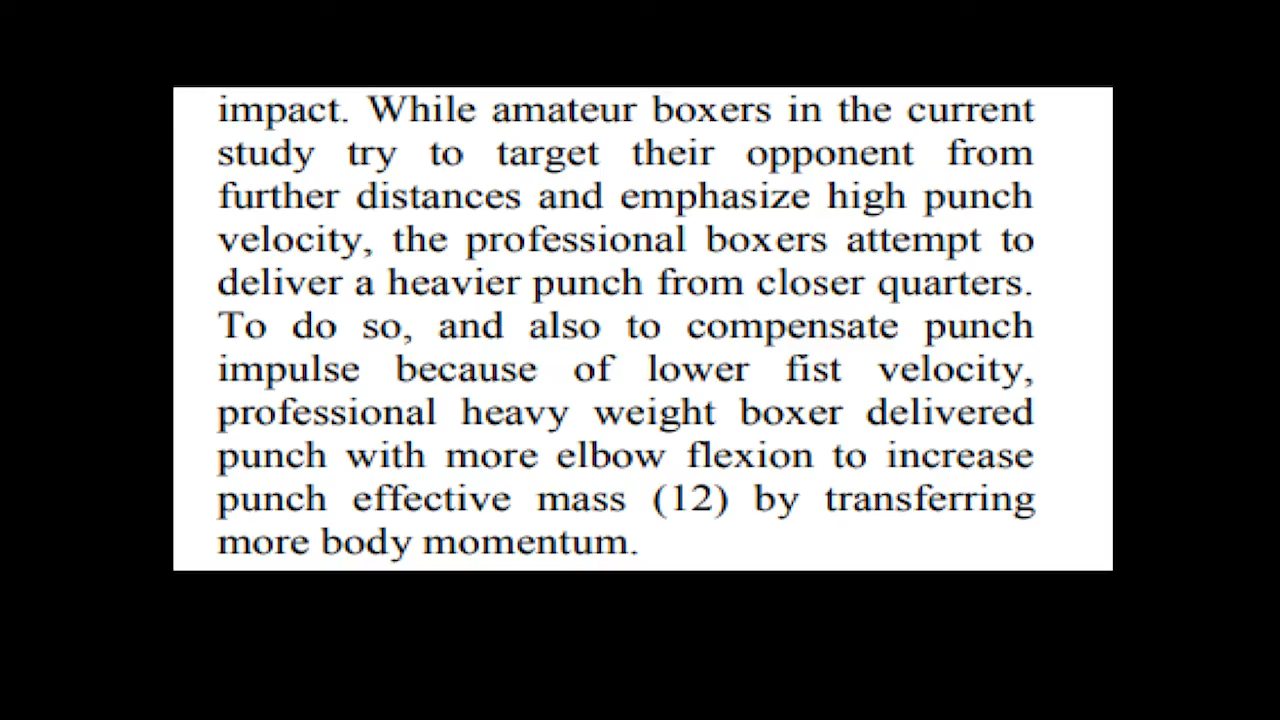 impact. While amateur boxers in the current
study try to target their opponent from
further distances and emphasize high punch
velocity, the professional boxers attempt to
deliver a heavier punch from closer quarters.
To do so, and also to compensate punch
impulse because of lower fist velocity,
professional heavy weight boxer delivered
punch with more elbow flexion to increase
punch effective mass (12) by transferring
more body momentum.